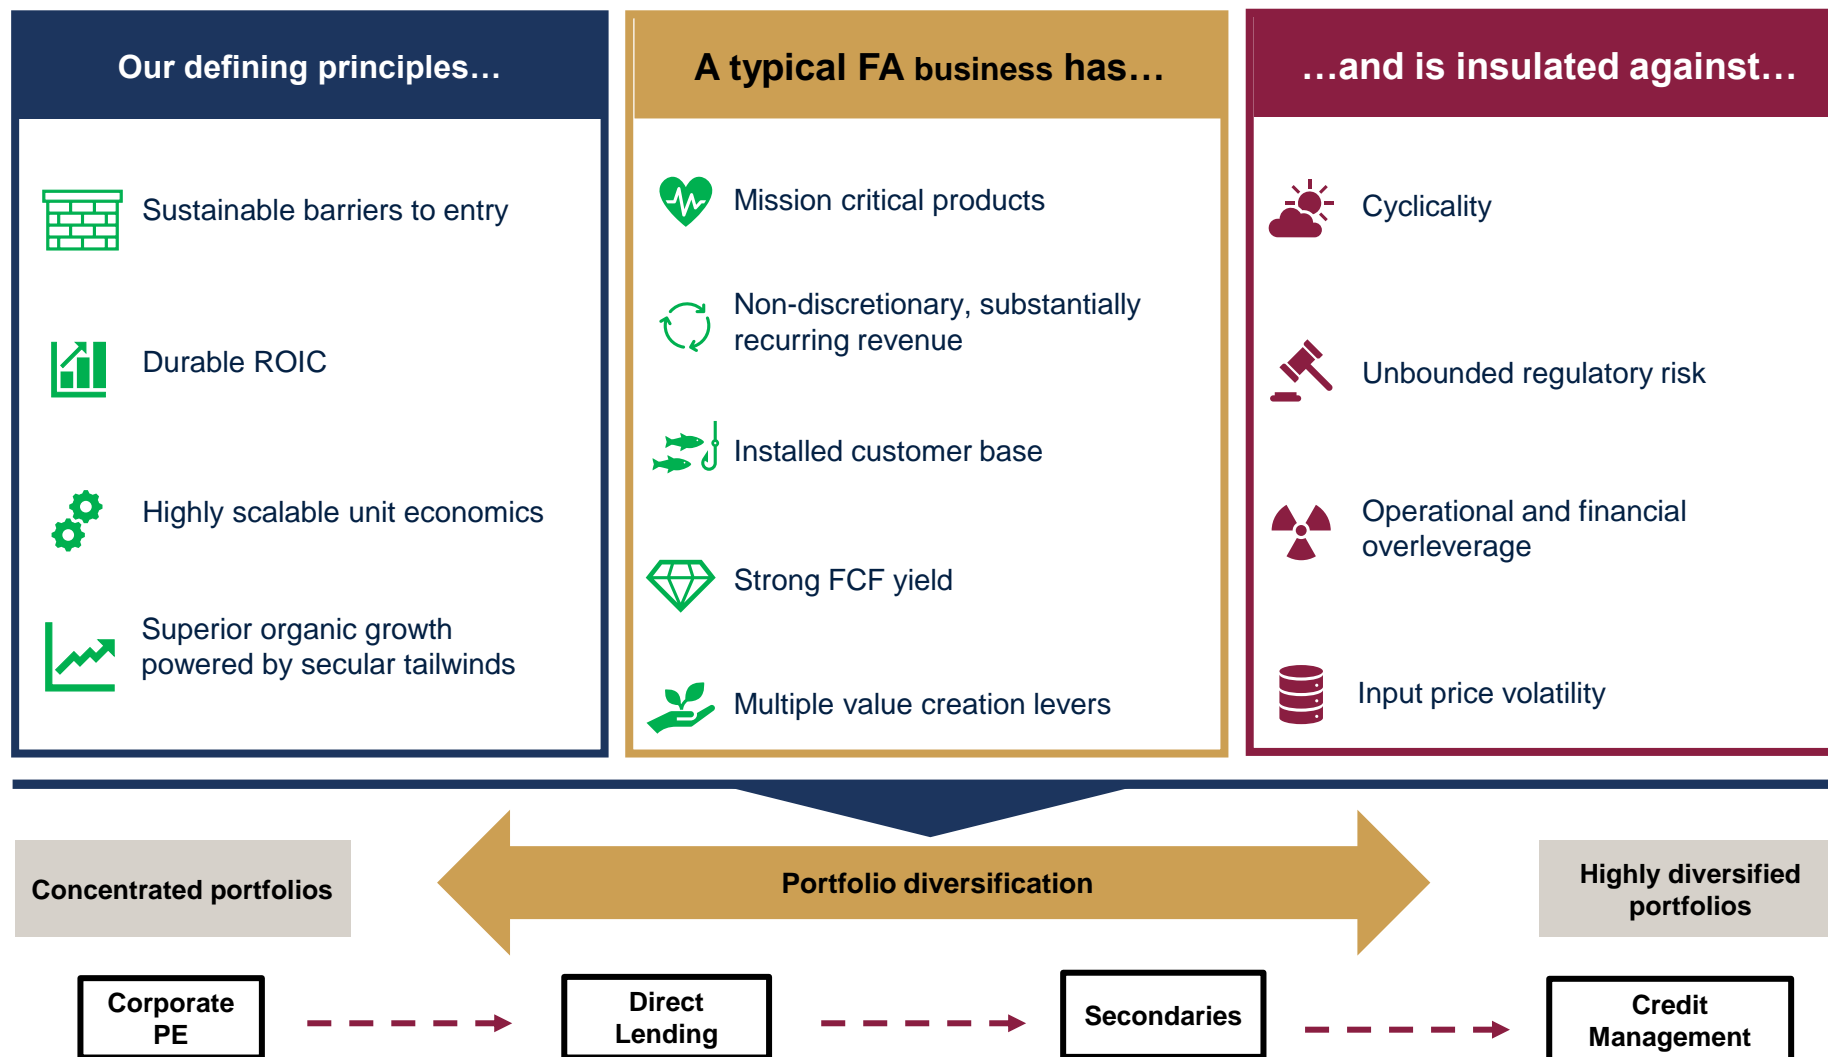 Our defining principles…
Sustainable barriers to entry
Durable ROIC
Highly scalable unit economics
Superior organic growth
powered by secular tailwinds
A typical FA business has…
Mission critical products
Non-discretionary, substantially
recurring revenue
Installed customer base
Strong FCF yield
Multiple value creation levers
…and is insulated against…
Cyclicality
Unbounded regulatory risk
Operational and financial
overleverage
Input price volatility
Concentrated portfolios
Portfolio diversification
Highly diversified
portfolios
Corporate
PE
Direct
Lending
Secondaries
Credit
Management